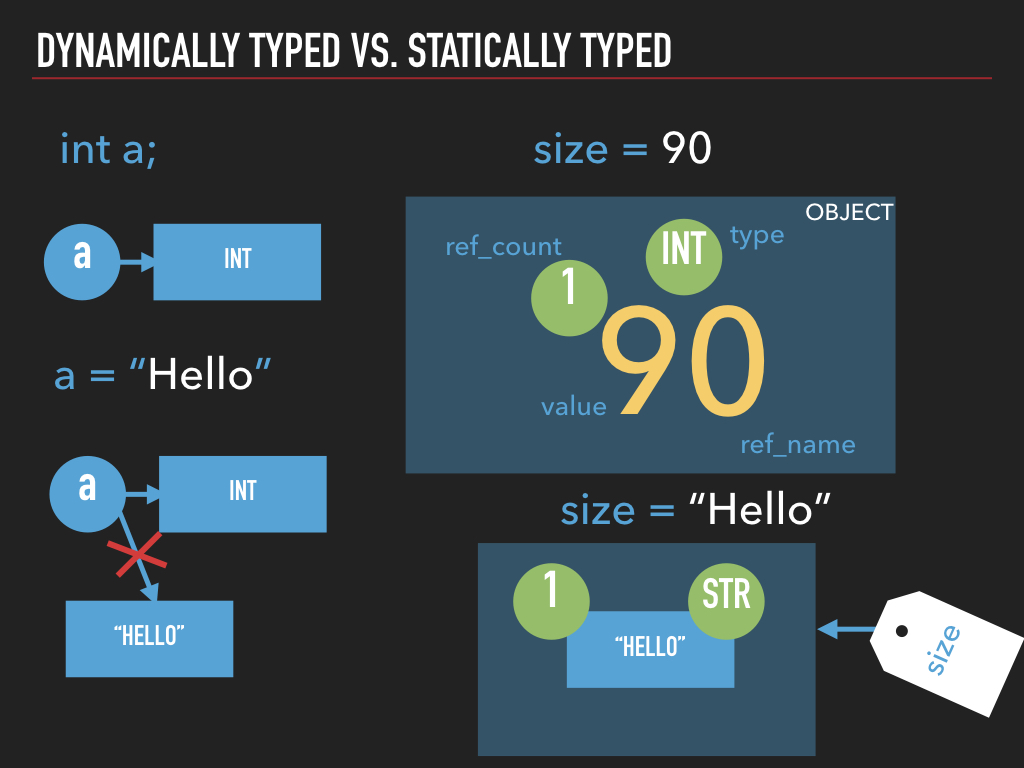 DYNAMICALLY TYPED VS. STATICALLY TYPED
int a;
a
INT
a = “Hello”
a
INT
“HELLO”
size = 90
OBJECT
ref_count
INT
type
1
90
value
ref_name
size = “Hello”
1
STR
“HELLO”
size